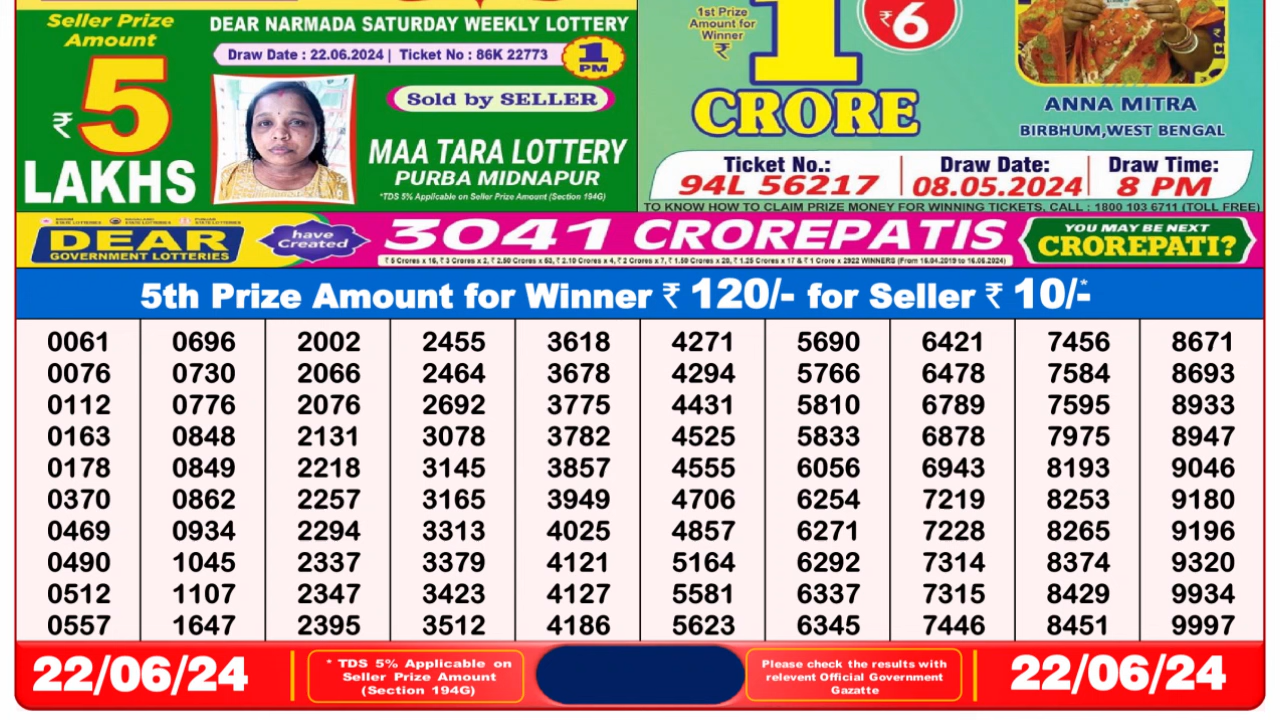 Seller Prize
Amount
₹ 5
LAKHS
DEAR NARMADA SATURDAY WEEKLY LOTTERY
Draw Date : 22.06.2024 | Ticket No : 86K 22773
1
PM
Sold by SELLER
MAA TARA LOTTERY
PURBA MIDNAPUR
*TDS 5% Applicable on Seller Prize Amount (Section 194G)
1st Prize
Amount for
Winner
₹
1
CRORE
₹6
ANNA MITRA
BIRBHUM,WEST BENGAL
Ticket No.: Draw Date: Draw Time:
94L 56217 08.05.2024 8 PM
TO KNOW HOW TO CLAIM PRIZE MONEY FOR WINNING TICKETS, CALL : 1800 103 6711 (TOLL FREE)
DEAR
GOVERNMENT LOTTERIES
have
Created
3041 CROREPATIS
YOU MAY BE NEXT
CROREPATI?
5th Prize Amount for Winner ₹ 120/- for Seller ₹ 10/-*
0061 0696 2002 2455 3618 4271 5690 6421 7456 8671
0076 0730 2066 2464 3678 4294 5766 6478 7584 8693
0112 0776 2076 2692 3775 4431 5810 6789 7595 8933
0163 0848 2131 3078 3782 4525 5833 6878 7975 8947
0178 0849 2218 3145 3857 4555 6056 6943 8193 9046
0370 0862 2257 3165 3949 4706 6254 7219 8253 9180
0469 0934 2294 3313 4025 4857 6271 7228 8265 9196
0490 1045 2337 3379 4121 5164 6292 7314 8374 9320
0512 1107 2347 3423 4127 5581 6337 7315 8429 9934
0557 1647 2395 3512 4186 5623 6345 7446 8451 9997
22/06/24
* TDS 5% Applicable on
Seller Prize Amount
(Section 194G)
Please check the results with
relevent Official Government
Gazatte
22/06/24